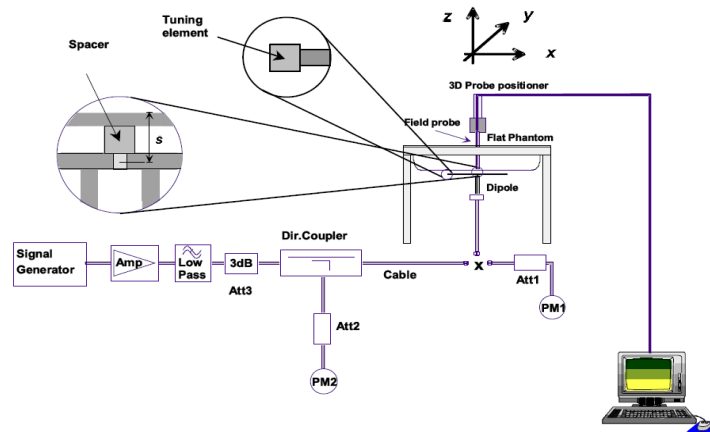 Tuning
element
z
y
x
Spacer
s
3D Probe positioner
Field probe
Flat Phantom
Dipole
Dir.Coupler
Signal
Generator
Amp
Low
Pass
3dB
Att3
Cable
x
Att1
PM1
Att2
PM2